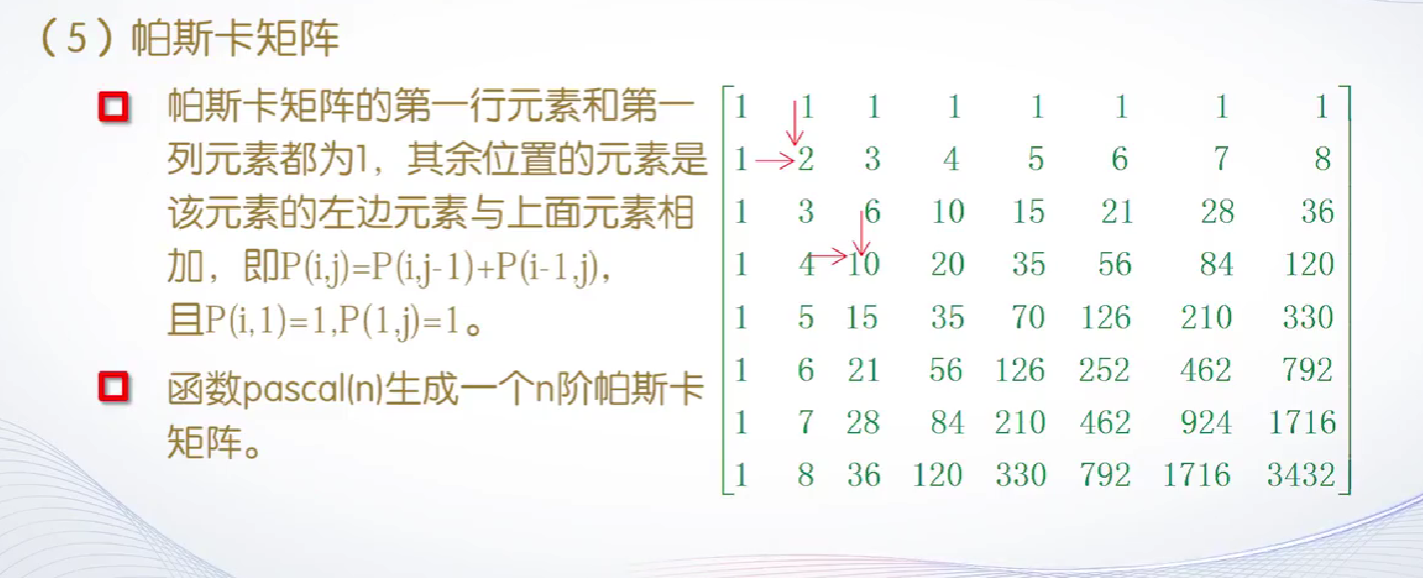 （5）帕斯卡矩阵
帕斯卡矩阵的第一行元素和第一
列元素都为1，其余位置的元素是
该元素的左边元素与上面元素相
加，即P(i,j)=P(i,j-1)+P(i-1,j)，
且P(i,1)=1,P(1,j)=1。
函数pascal(n)生成一个n阶帕斯卡
矩阵。
1 1 1 1 1 1 1 1
1 2 3 4 5 6 7 8
1 3 6 10 15 21 28 36
1 4 10 20 35 56 84 120
1 5 15 35 70 126 210 330
1 6 21 56 126 252 462 792
1 7 28 84 210 462 924 1716
1 8 36 120 330 792 1716 3432